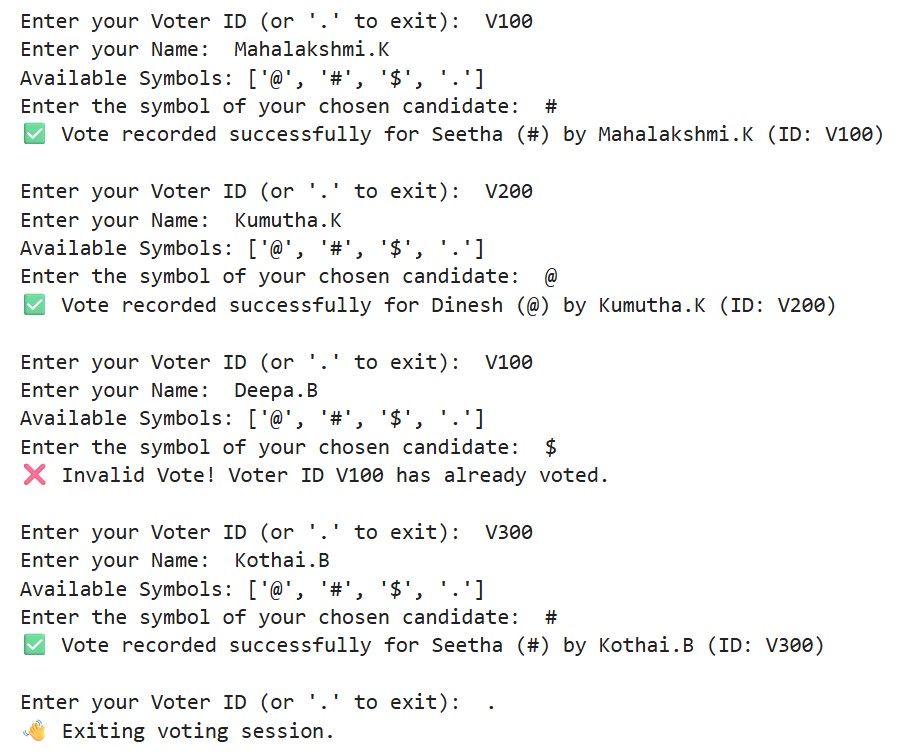 Enter your Voter ID (or '.' to exit):  V100
Enter your Name:  Mahalakshmi.K
Available Symbols: ['@', '#', '$', '.']
Enter the symbol of your chosen candidate:  #
✅ Vote recorded successfully for Seetha (#) by Mahalakshmi.K (ID: V100)

Enter your Voter ID (or '.' to exit):  V200
Enter your Name:  Kumutha.K
Available Symbols: ['@', '#', '$', '.']
Enter the symbol of your chosen candidate:  @
✅ Vote recorded successfully for Dinesh (@) by Kumutha.K (ID: V200)

Enter your Voter ID (or '.' to exit):  V100
Enter your Name:  Deepa.B
Available Symbols: ['@', '#', '$', '.']
Enter the symbol of your chosen candidate:  $
❌ Invalid Vote! Voter ID V100 has already voted.

Enter your Voter ID (or '.' to exit):  V300
Enter your Name:  Kothai.B
Available Symbols: ['@', '#', '$', '.']
Enter the symbol of your chosen candidate:  #
✅ Vote recorded successfully for Seetha (#) by Kothai.B (ID: V300)

Enter your Voter ID (or '.' to exit):  .
👋 Exiting voting session.